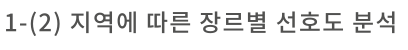 1-(2) 지역에 따른 장르별 선호도 분석